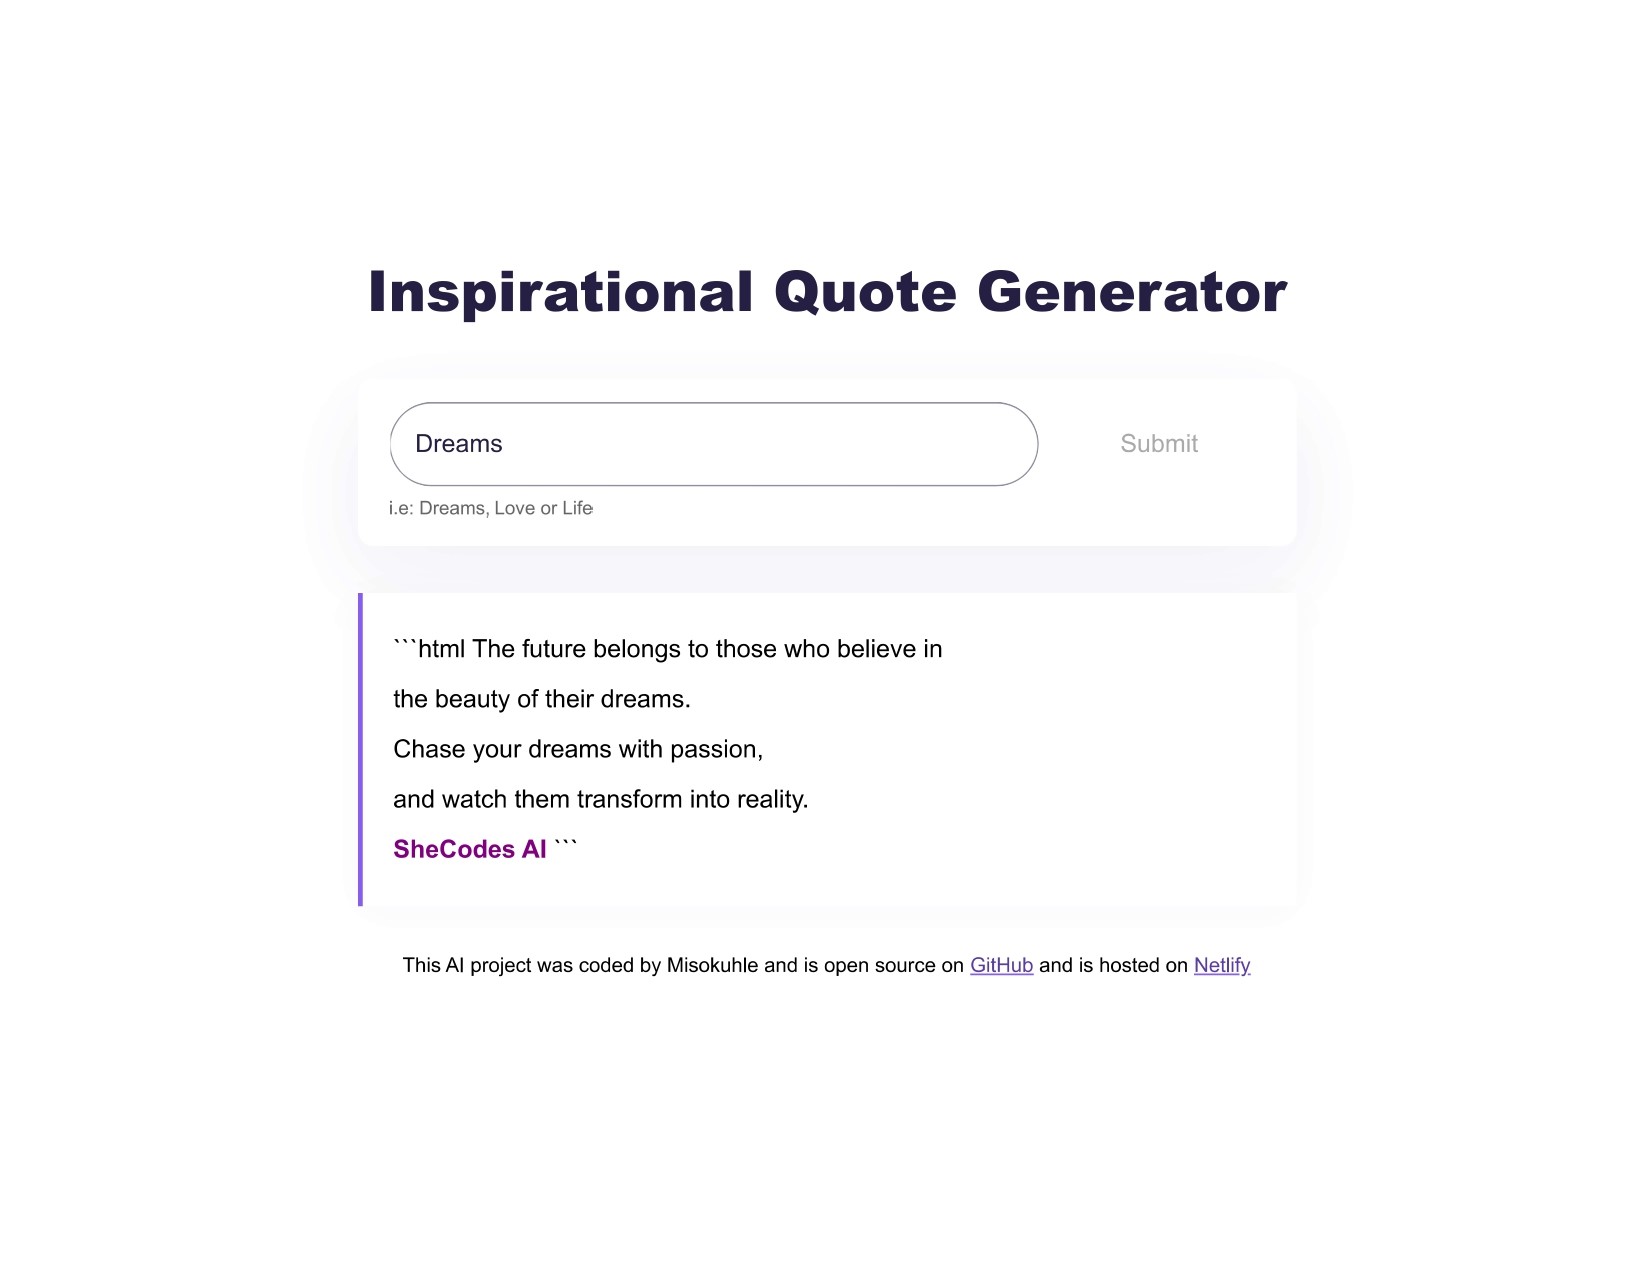 Inspirational Quote Generator
Dreams
Submit
i.e: Dreams, Love or Life
```html The future belongs to those who believe in
the beauty of their dreams.
Chase your dreams with passion,
and watch them transform into reality.
SheCodes AI ```
This AI project was coded by Misokuhle and is open source on GitHub and is hosted on Netlify